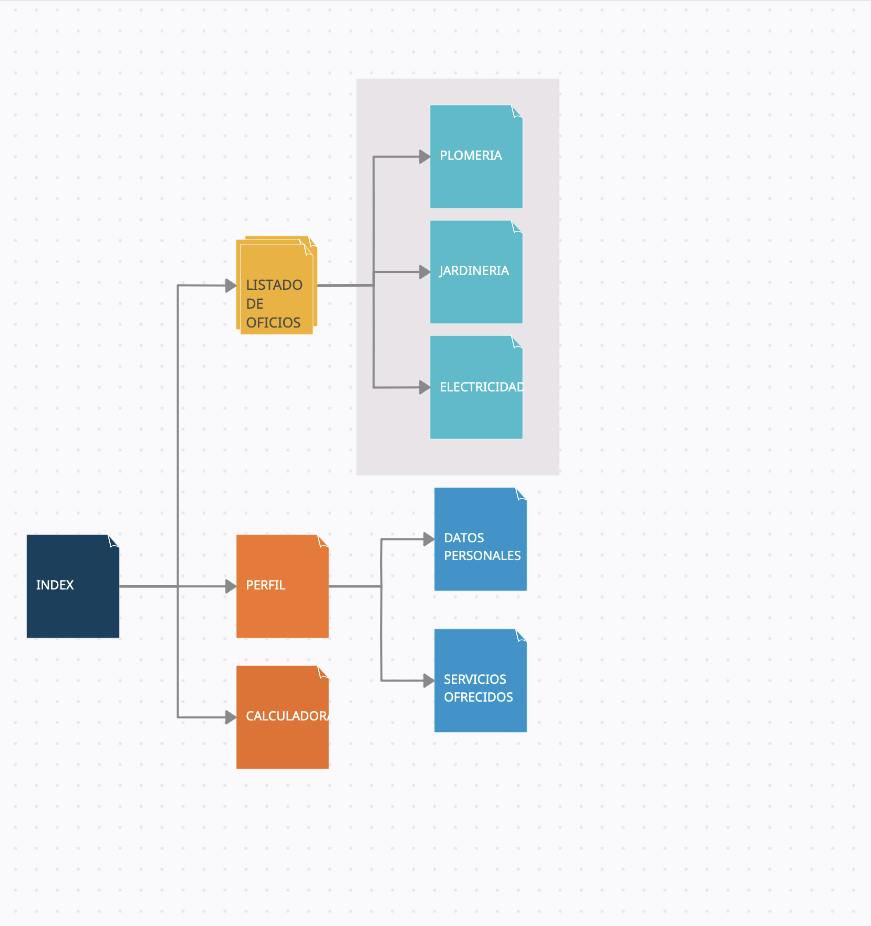 PLOMERIA
JARDINERIA
LISTADO
DE
OFICIOS
ELECTRICIDAD
DATOS
PERSONALES
INDEX
PERFIL
SERVICIOS
OFRECIDOS
CALCULADORA